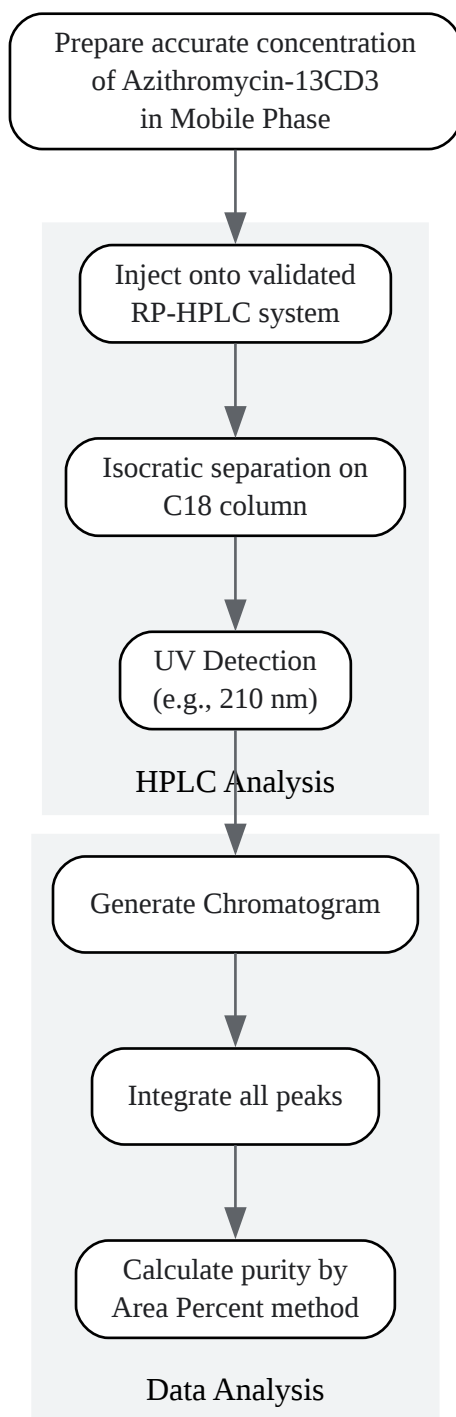 Prepare accurate concentration
of Azithromycin-13CD3
in Mobile Phase
Inject onto validated
RP-HPLC system
Isocratic separation on
C18 column
UV Detection
(e.g., 210 nm)
HPLC Analysis
Generate Chromatogram
Integrate all peaks
Calculate purity by
Area Percent method
Data Analysis